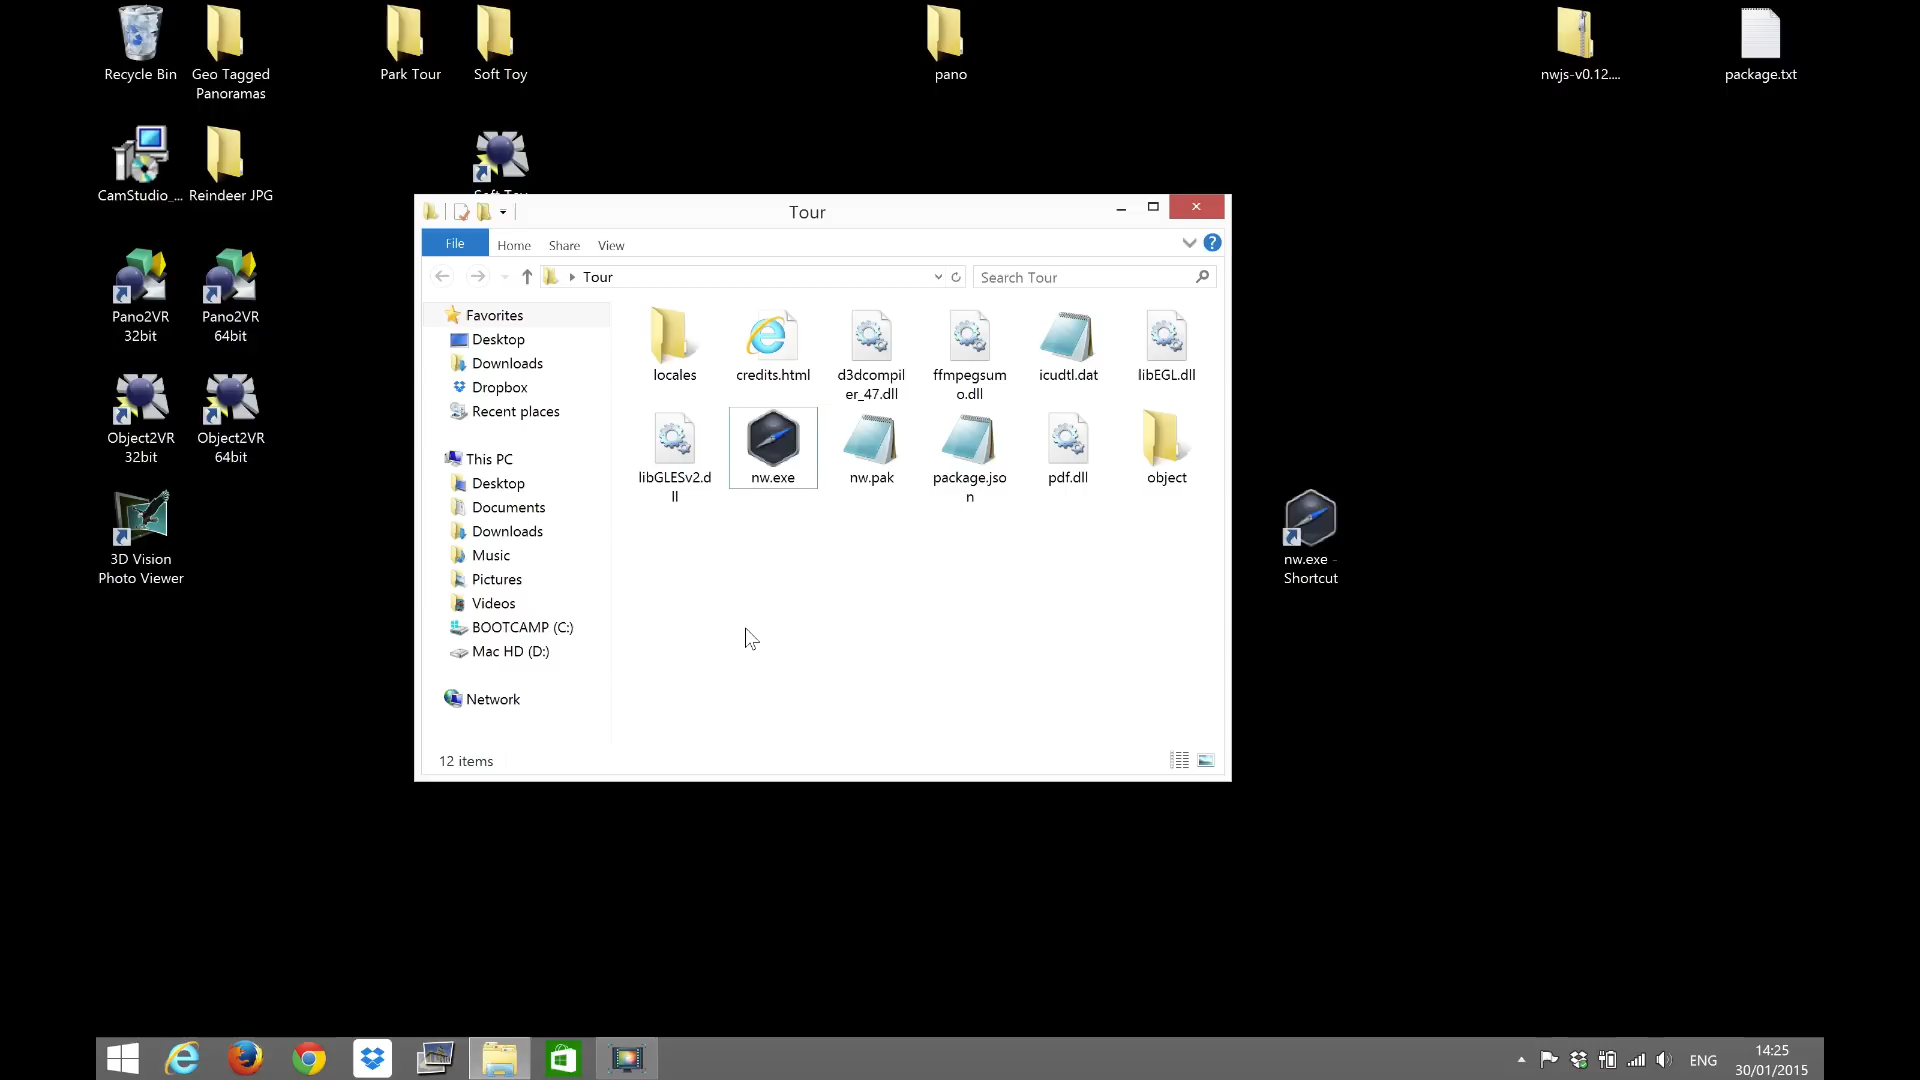 Recycle Bin
Geo Tagged
Panoramas
Park Tour
Soft Toy
pano
nwjs-v0.12....
package.txt
CamStudio_...
Reindeer JPG
Soft Toy
Pano2VR
32bit
Pano2VR
64bit
Object2VR
32bit
Object2VR
64bit
3D Vision
Photo Viewer
Tour
File
Home
Share
View
?
Tour
Search Tour
Favorites
Desktop
Downloads
Dropbox
Recent places
This PC
Desktop
Documents
Downloads
Music
Pictures
Videos
BOOTCAMP (C:)
Mac HD (D:)
Network
locales
credits.html
d3dcompil
er_47.dll
ffmpegsum
o.dll
icudtl.dat
libEGL.dll
libGLESv2.d
ll
nw.exe
nw.pak
package.jso
n
pdf.dll
object
12 items
nw.exe -
Shortcut
ENG
14:25
30/01/2015